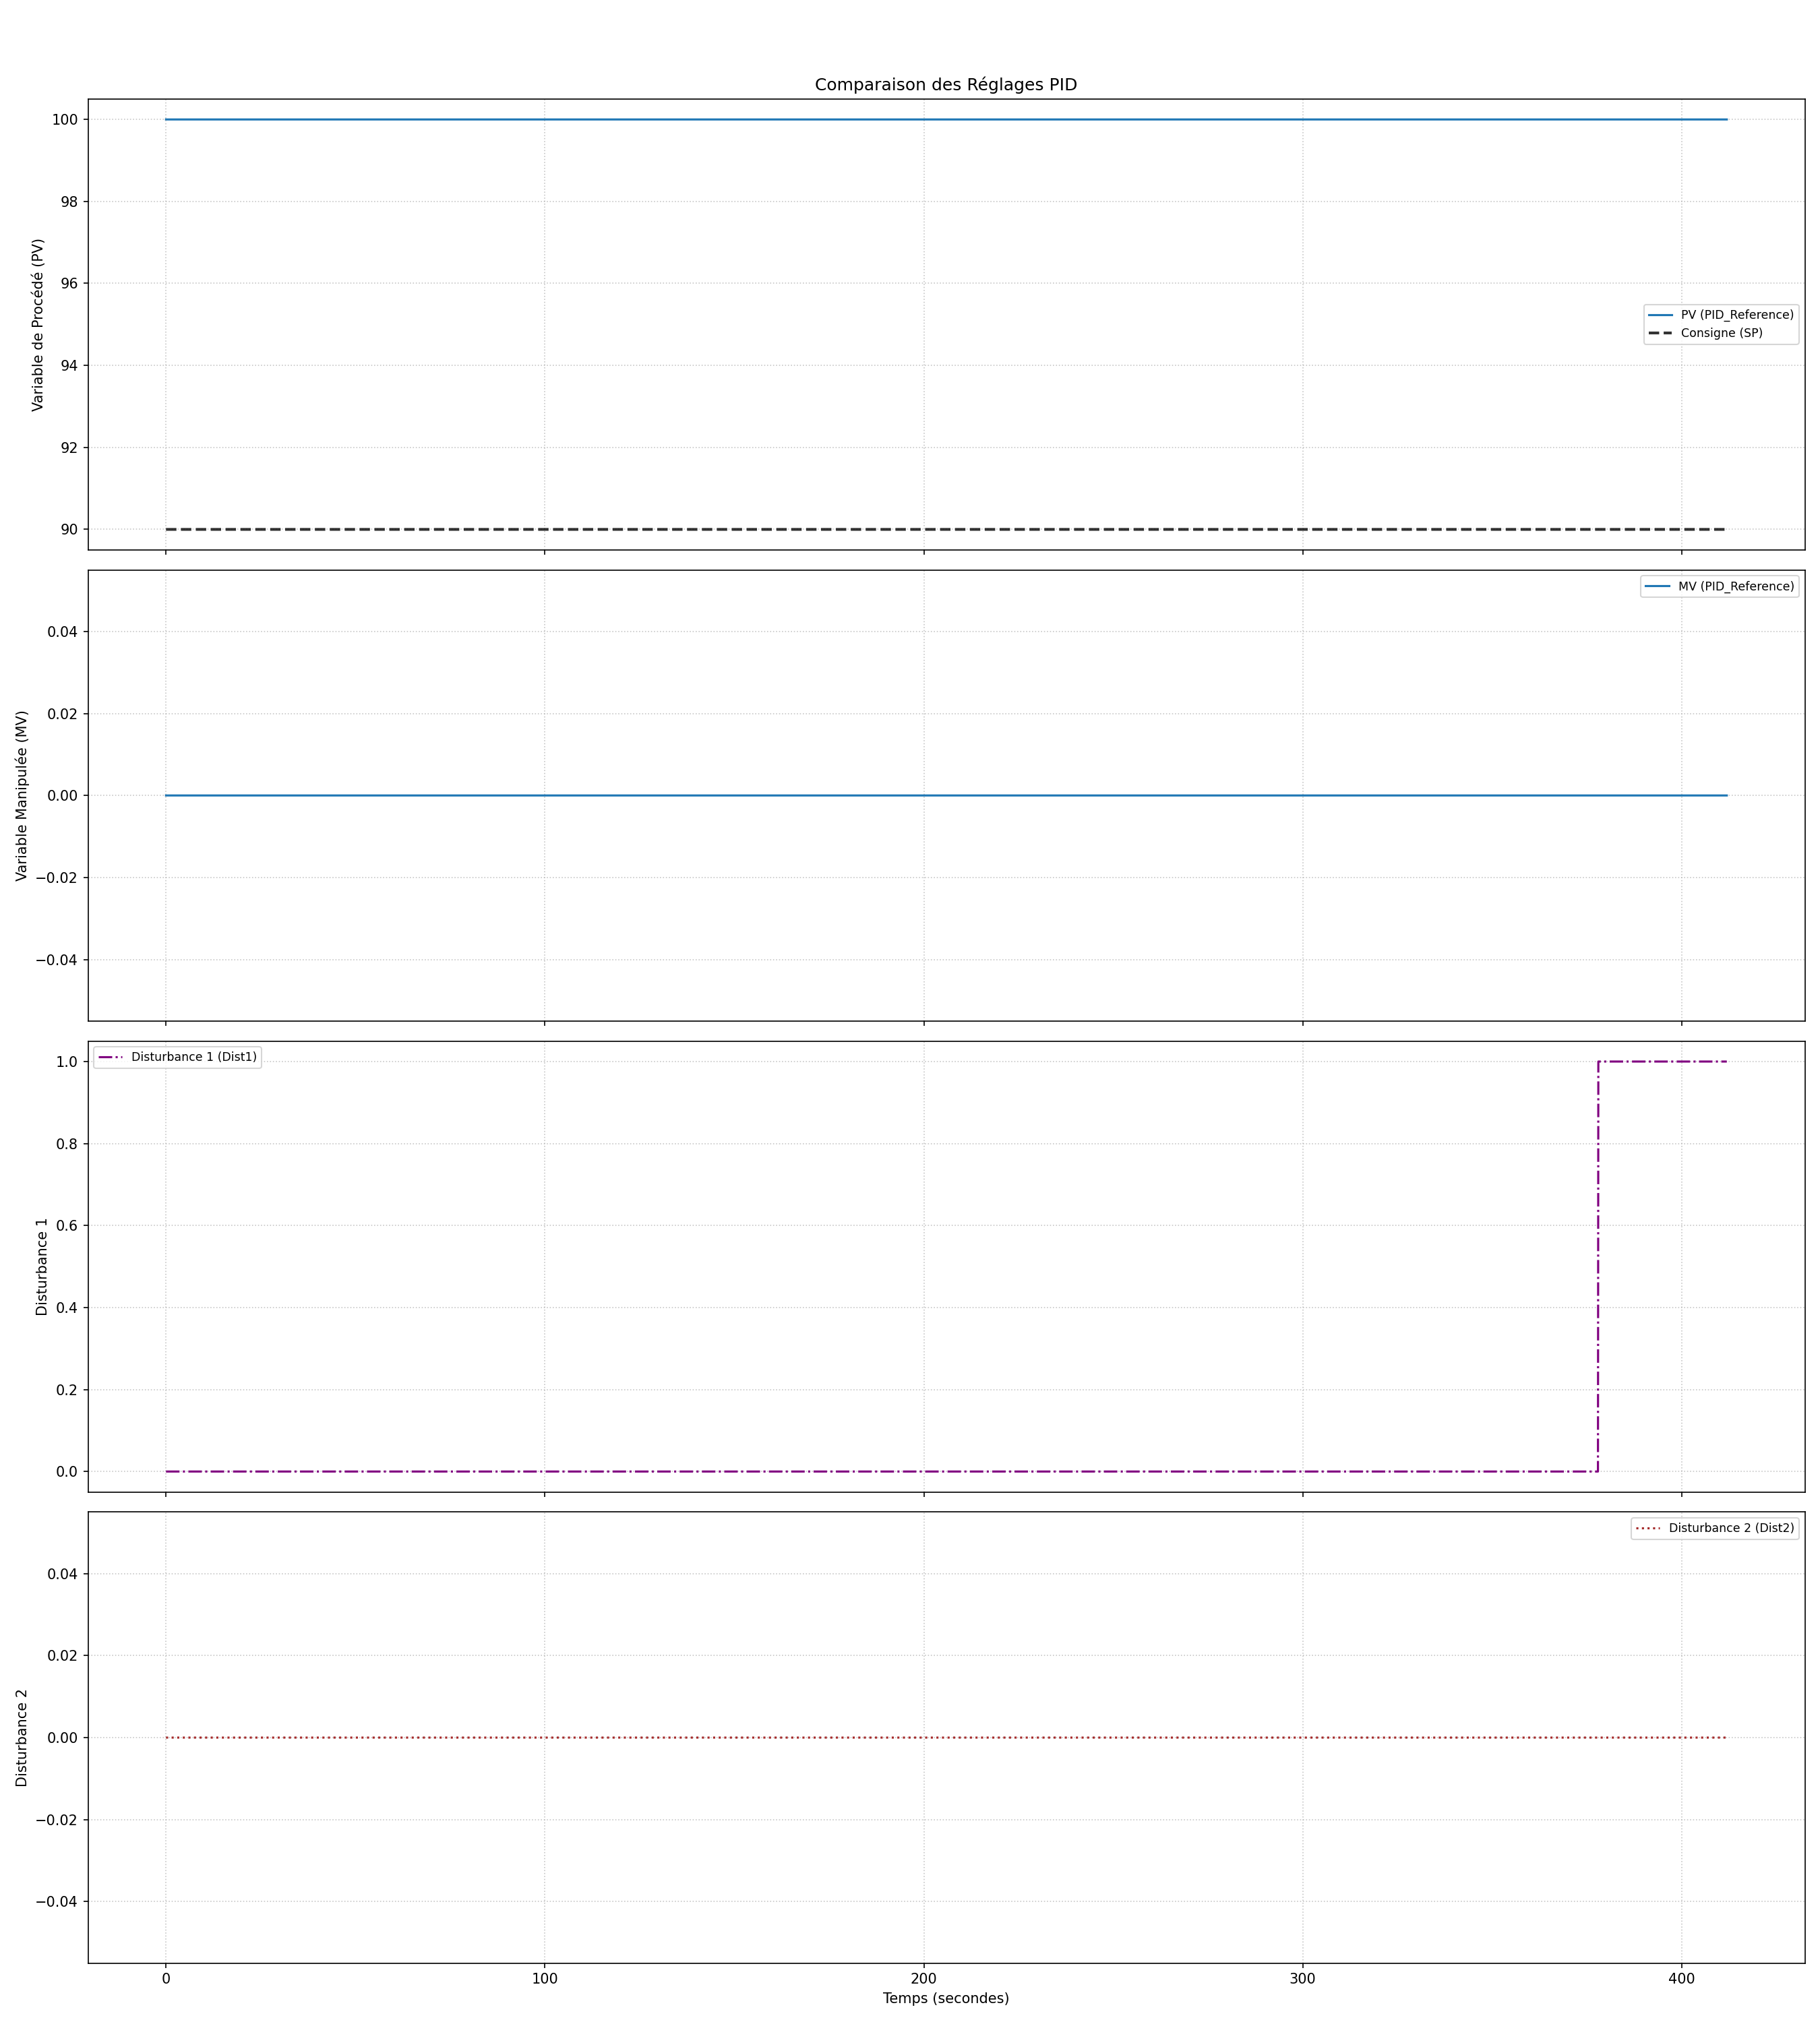 Comparaison des Réglages PID
Variable de Procédé (PV)
100
98
96
94
92
90
PV (PID_Reference)
Consigne (SP)
Variable Manipulée (MV)
0.04
0.02
0.00
−0.02
−0.04
MV (PID_Reference)
Disturbance 1
1.0
0.8
0.6
0.4
0.2
0.0
Disturbance 1 (Dist1)
Disturbance 2
0.04
0.02
0.00
−0.02
−0.04
Disturbance 2 (Dist2)
0 100 200 300 400
Temps (secondes)